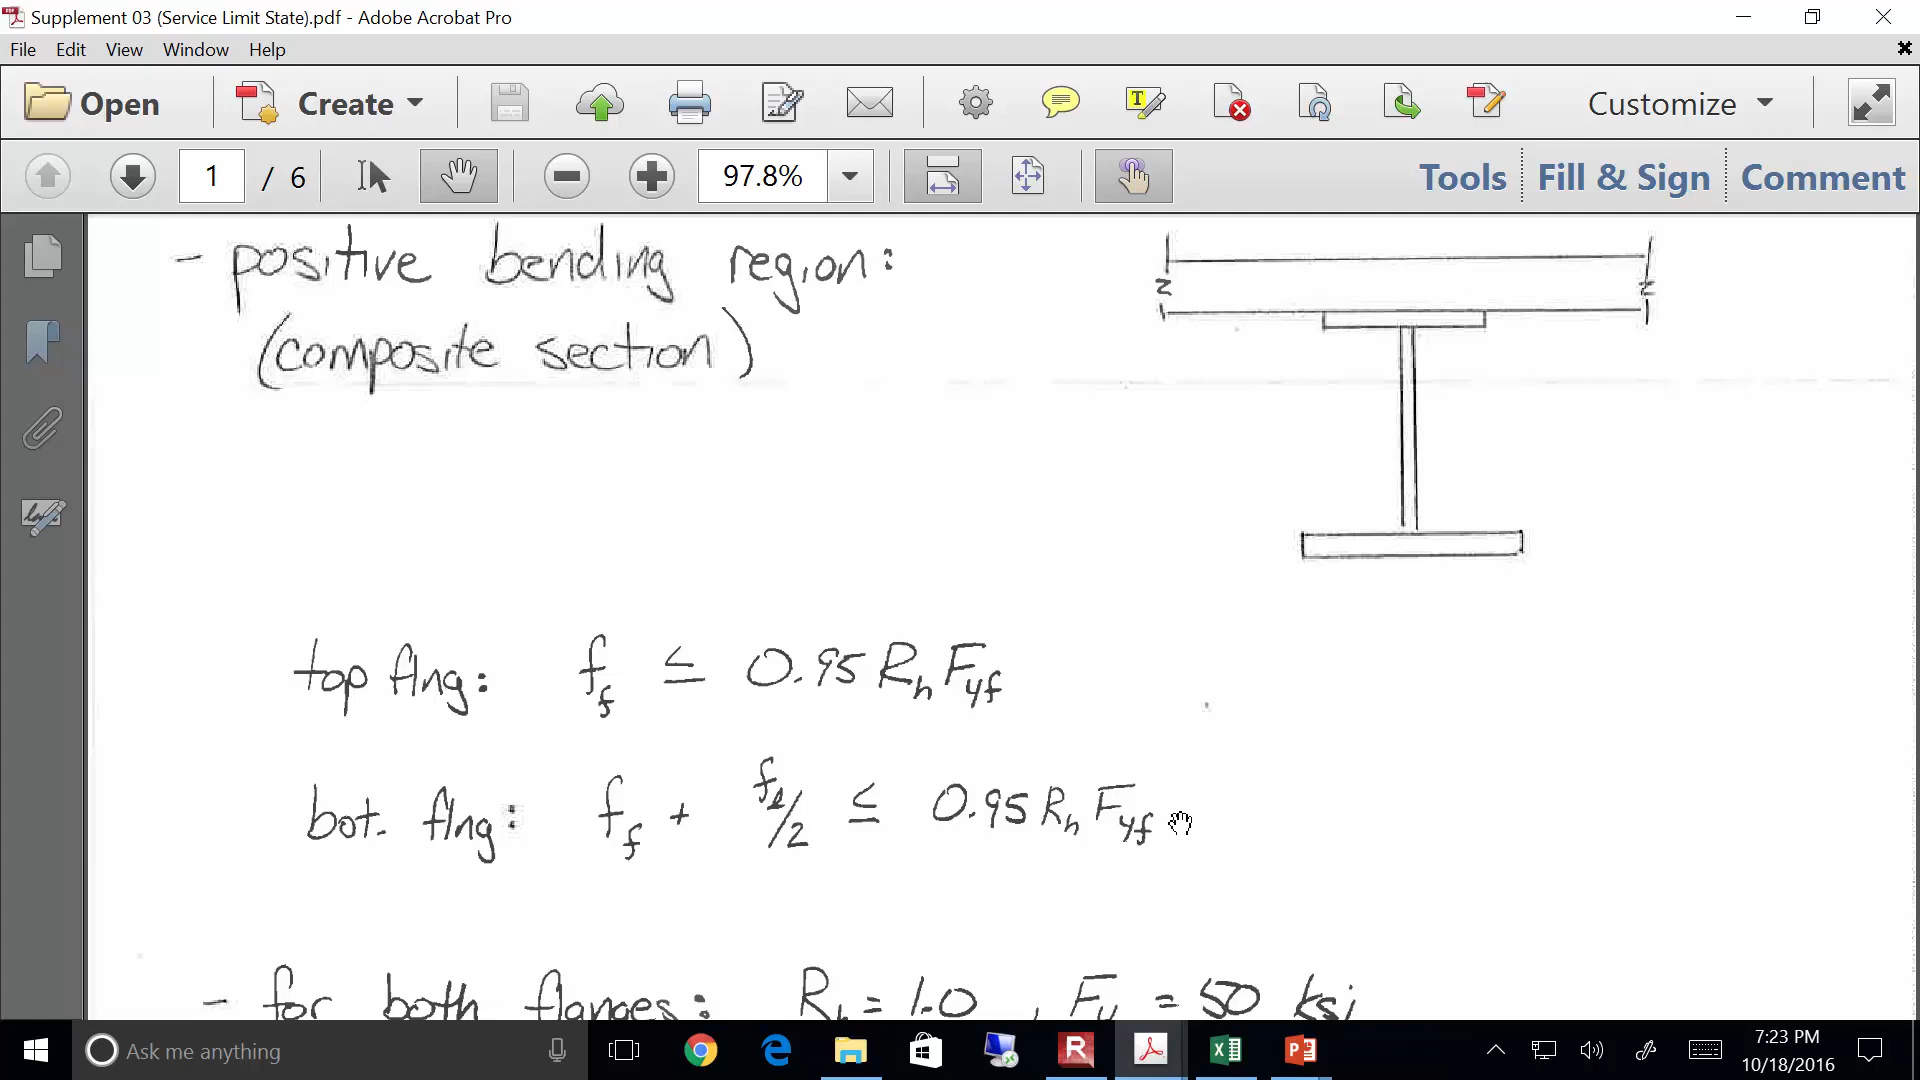 Supplement 03 (Service Limit State).pdf - Adobe Acrobat Pro
File Edit View Window Help
Open Create Customize
1 / 6 97.8% Tools Fill & Sign Comment
- positive bending region:
(composite section)
z z
top flng: f_f ≤ 0.95 R_h F_yf
bot. flng: f_f + f_ℓ/2 ≤ 0.95 R_h F_yf
- for both flanges: R_h = 1.0 , F_y = 50 ksi
Ask me anything
7:23 PM
10/18/2016